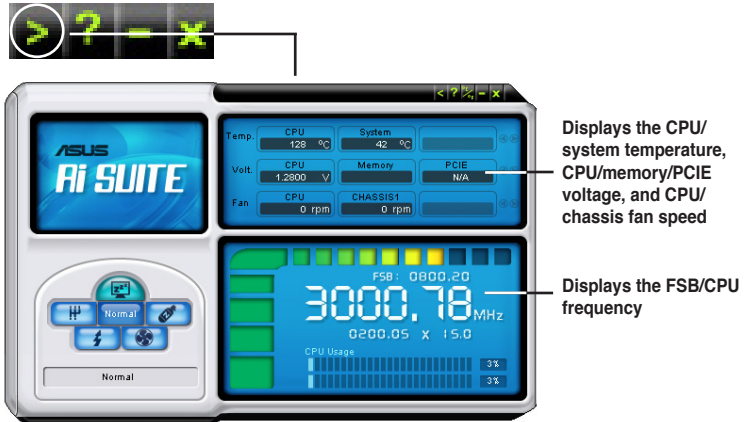 > ? - x
< ? °C/°F - x
ASUS
Ai SUITE
Temp.
CPU
128 °C
System
42 °C
Volt.
CPU
1.2800 V
Memory
PCIE
N/A
Fan
CPU
0 rpm
CHASSIS1
0 rpm
Displays the CPU/
system temperature,
CPU/memory/PCIE
voltage, and CPU/
chassis fan speed
FSB: 0800.20
3000.78 MHz
0200.05 x 15.0
CPU Usage
3%
3%
Displays the FSB/CPU
frequency
zzz
Normal
Normal